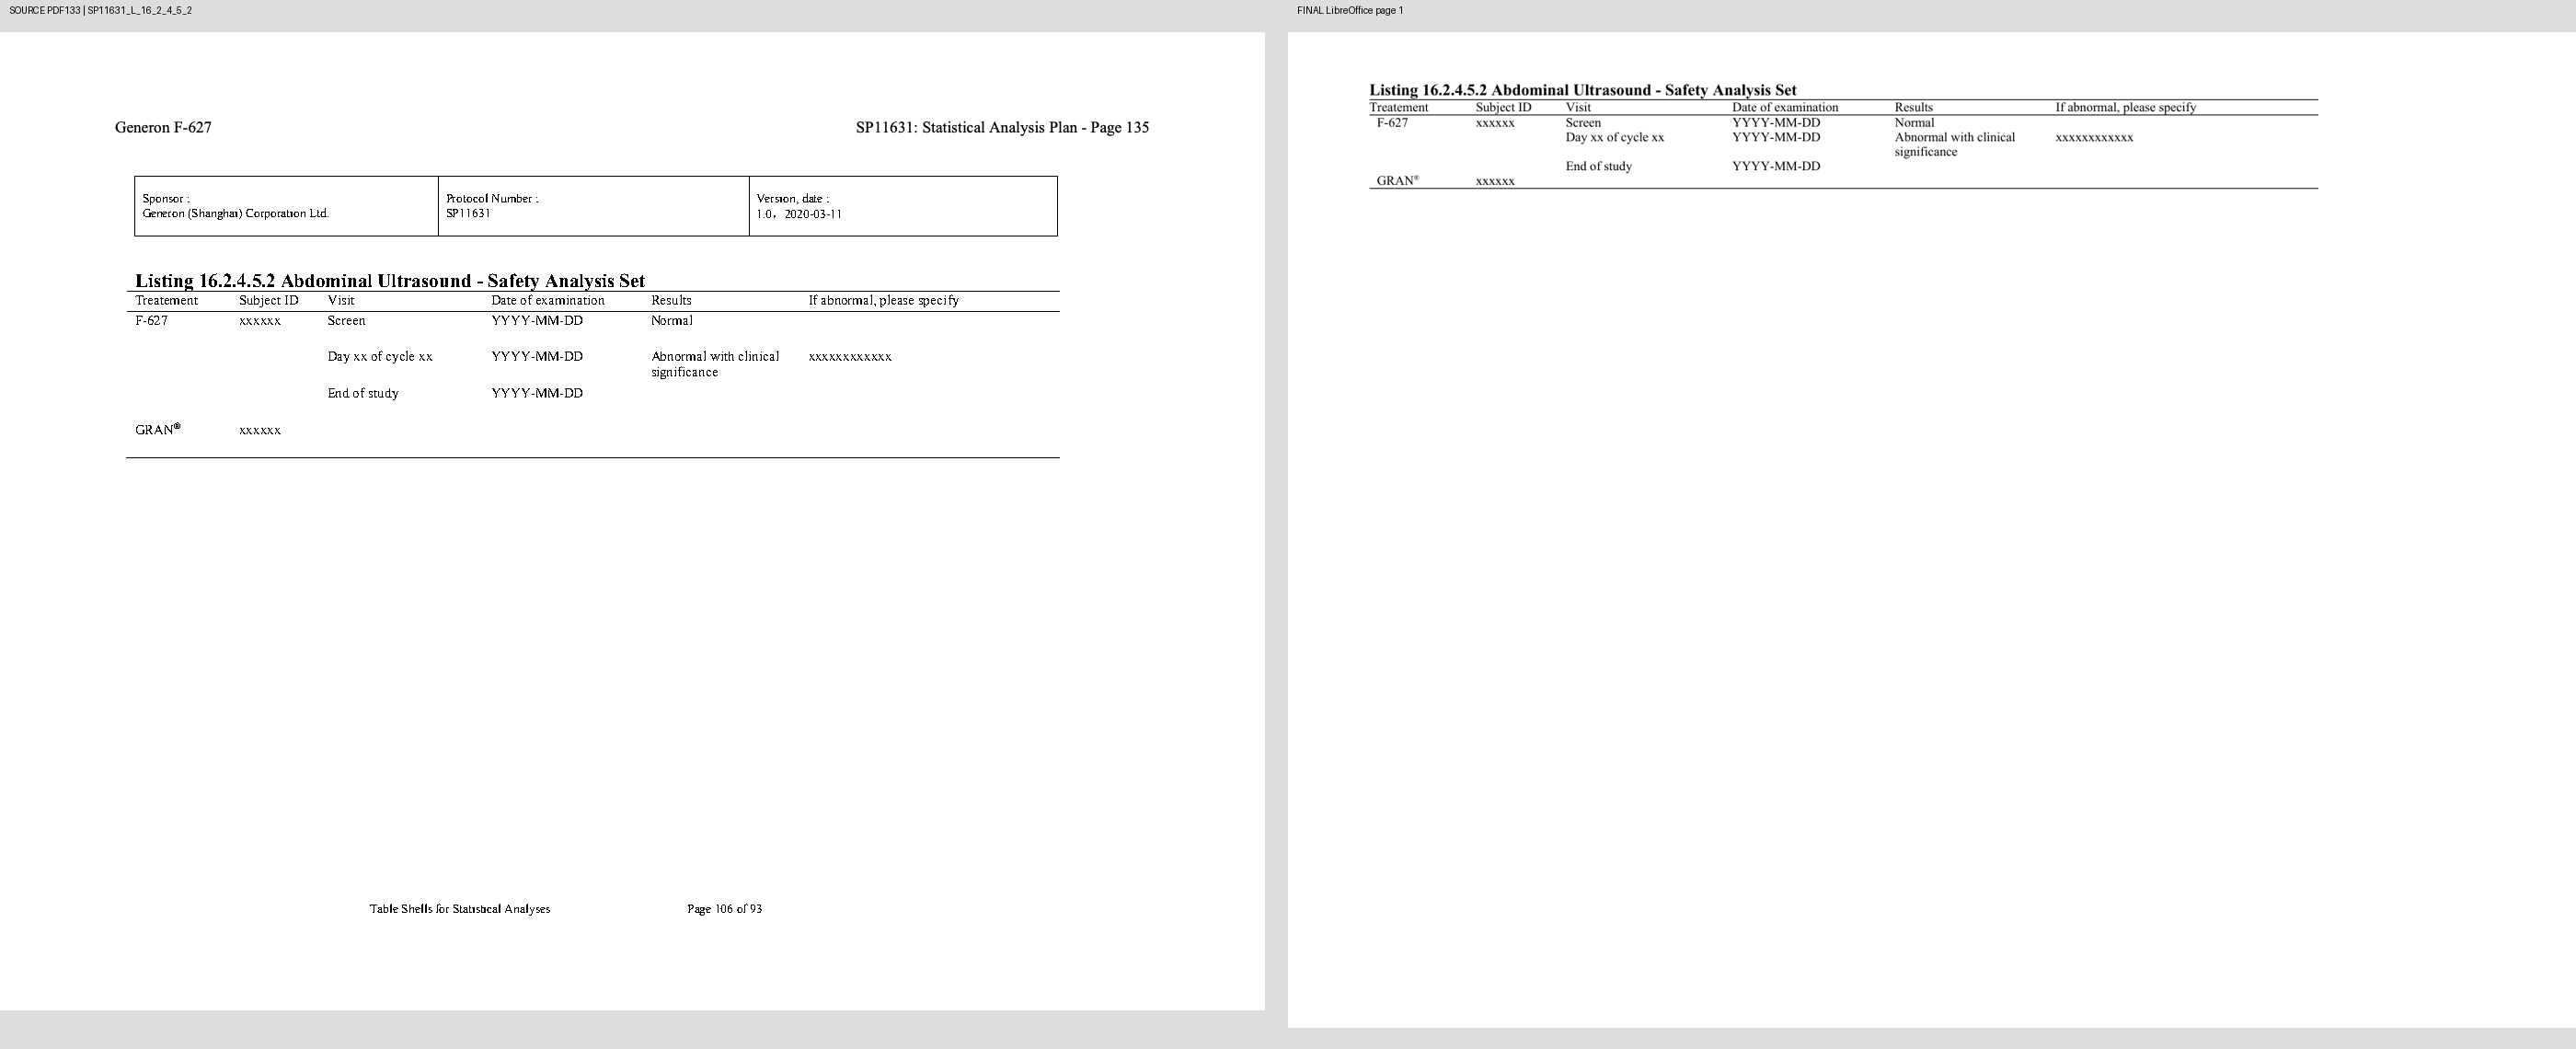 SOURCE PDF133 | SP11631_L_16_2_4_5_2
Generon F-627 SP11631: Statistical Analysis Plan - Page 135
Sponsor : Protocol Number : Version, date :
Generon (Shanghai) Corporation Ltd. SP11631 1.0，2020-03-11
Listing 16.2.4.5.2 Abdominal Ultrasound - Safety Analysis Set
Treatement Subject ID Visit Date of examination Results If abnormal, please specify
F-627 xxxxxx Screen YYYY-MM-DD Normal
Day xx of cycle xx YYYY-MM-DD Abnormal with clinical xxxxxxxxxxxx
significance
End of study YYYY-MM-DD
GRAN® xxxxxx
Table Shells for Statistical Analyses Page 106 of 93
FINAL LibreOffice page 1
Listing 16.2.4.5.2 Abdominal Ultrasound - Safety Analysis Set
Treatement Subject ID Visit Date of examination Results If abnormal, please specify
F-627 xxxxxx Screen YYYY-MM-DD Normal
Day xx of cycle xx YYYY-MM-DD Abnormal with clinical xxxxxxxxxxxx
significance
End of study YYYY-MM-DD
GRAN® xxxxxx